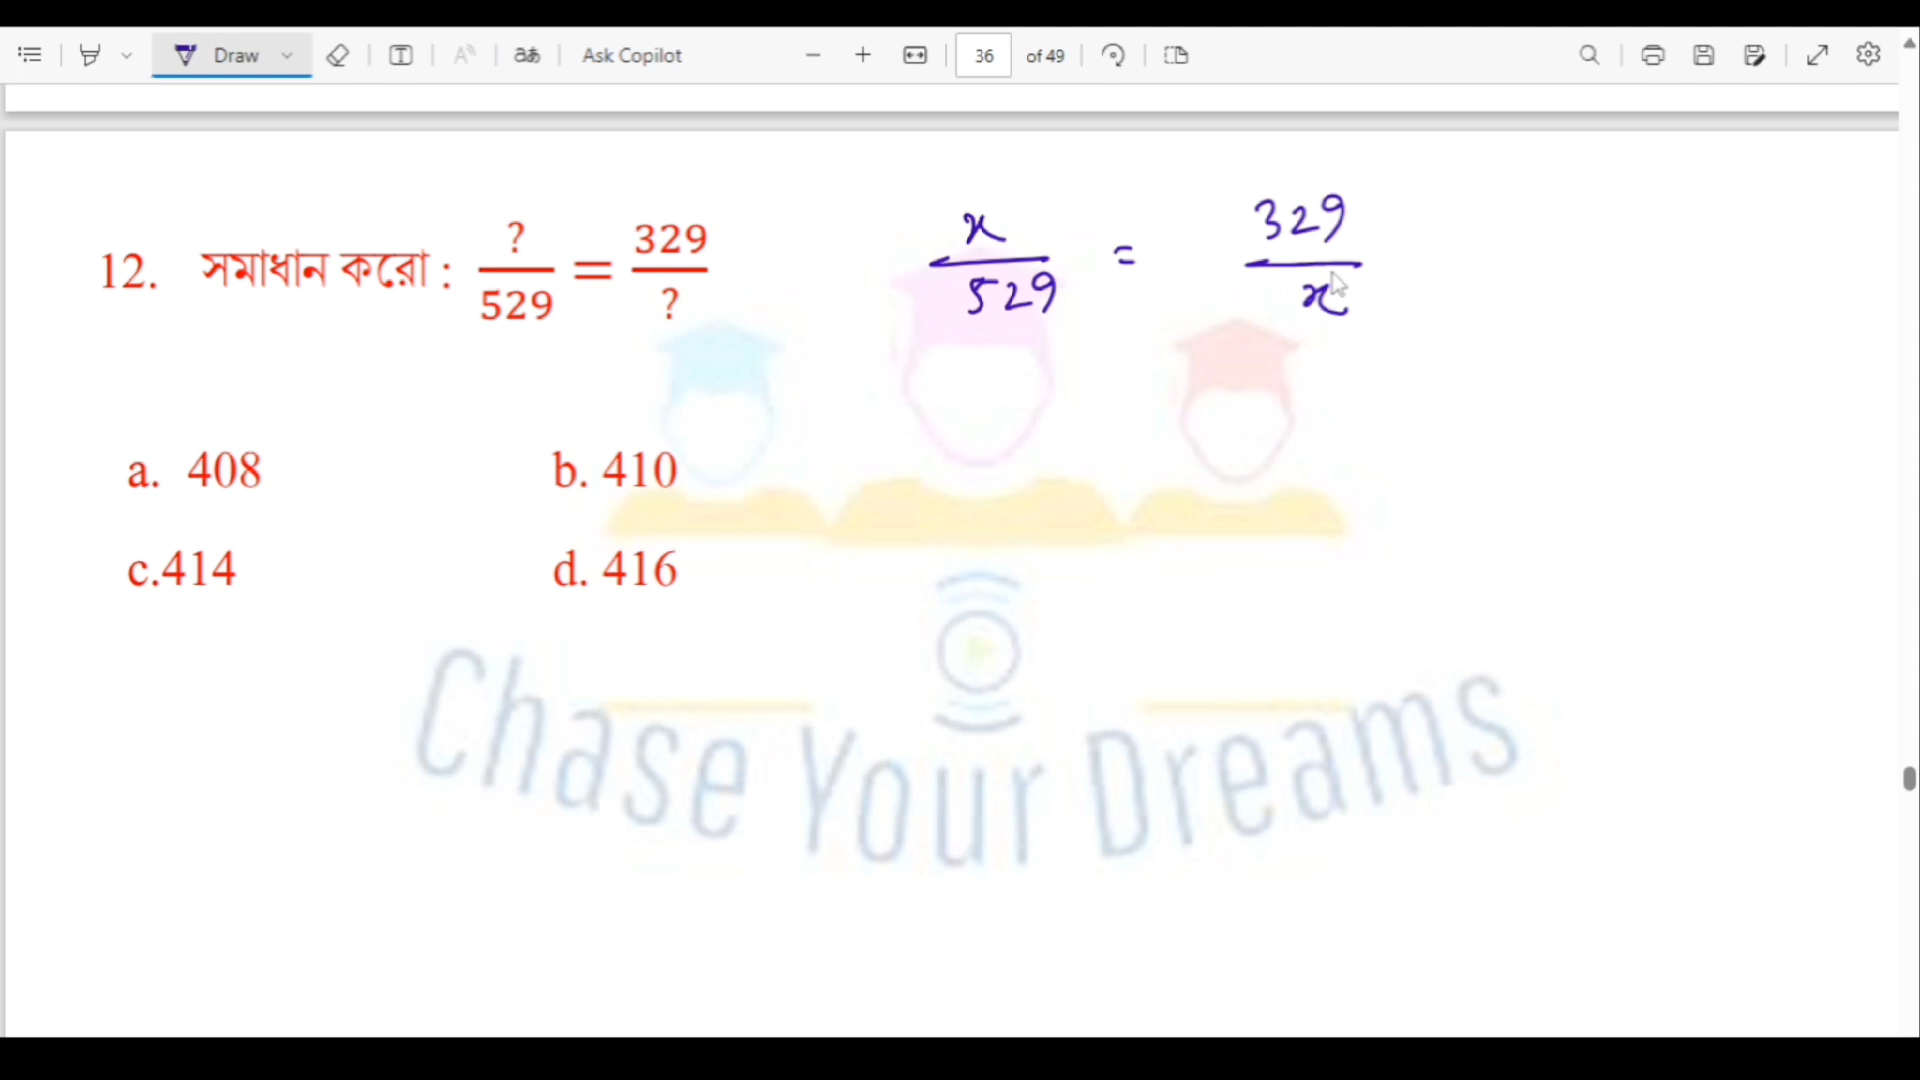 Draw Ask Copilot 36 of 49
12. সমাধান করো : ?/529 = 329/?
x/529 = 329/x
a. 408 b. 410
c.414 d. 416
Chase Your Dreams